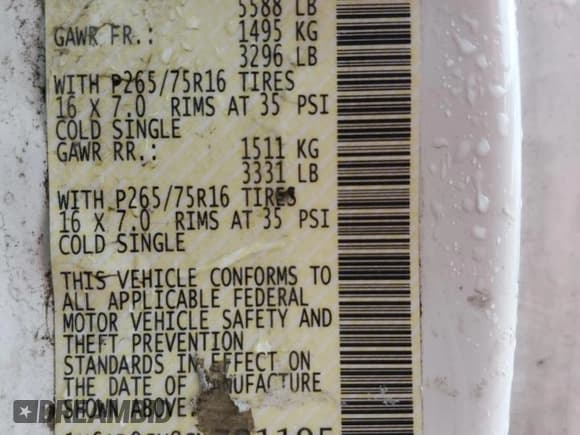 5588 LB
GAWR FR.: 1495 KG
3296 LB
WITH P265/75R16 TIRES
16 X 7.0 RIMS AT 35 PSI
COLD SINGLE
GAWR RR.: 1511 KG
3331 LB
WITH P265/75R16 TIRES
16 X 7.0 RIMS AT 35 PSI
COLD SINGLE
THIS VEHICLE CONFORMS TO
ALL APPLICABLE FEDERAL
MOTOR VEHICLE SAFETY AND
THEFT PREVENTION
STANDARDS IN EFFECT ON
THE DATE OF
SHOWN ABOVE.
DREAMBID